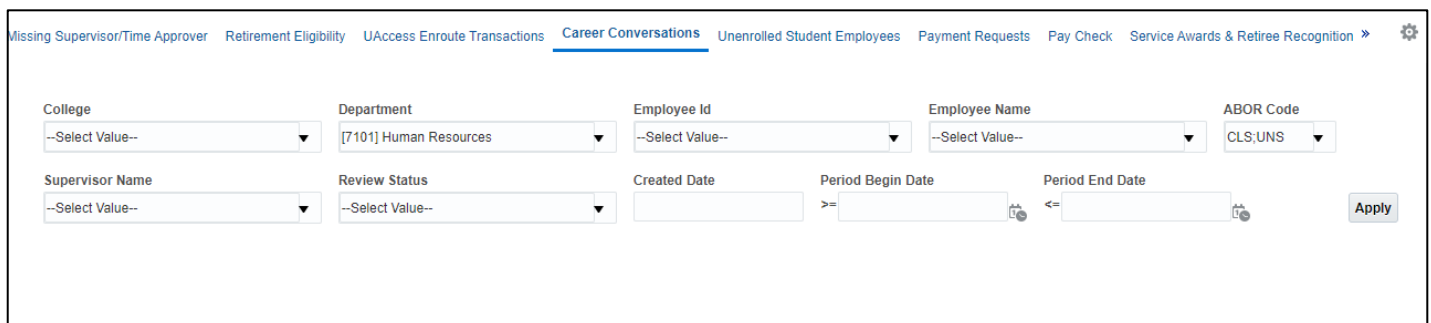 Missing Supervisor/Time Approver Retirement Eligibility UAccess Enroute Transactions Career Conversations Unenrolled Student Employees Payment Requests Pay Check Service Awards & Retiree Recognition »
College Department Employee Id Employee Name ABOR Code
--Select Value-- [7101] Human Resources --Select Value-- --Select Value-- CLS;UNS
Supervisor Name Review Status Created Date Period Begin Date Period End Date
--Select Value-- --Select Value-- >= <= Apply